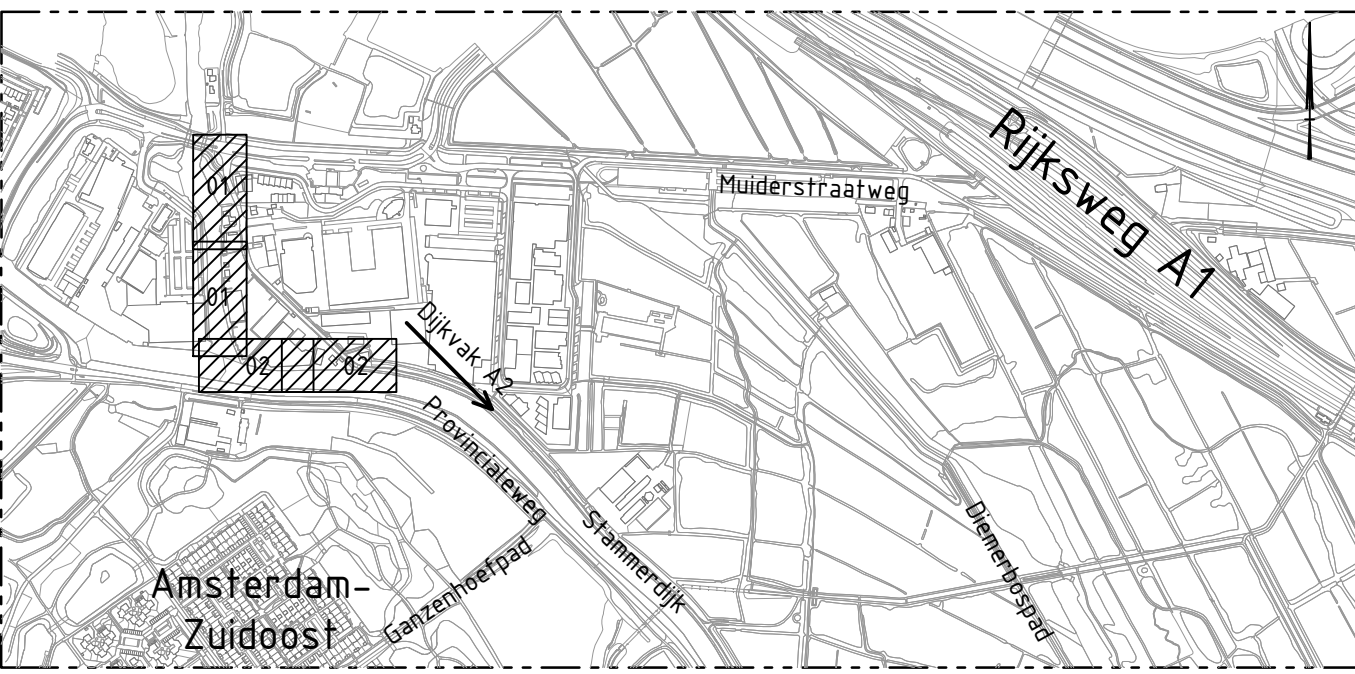 Rijksweg A1
Muiderstraatweg
01
01
02
02
Dijkvak A2
Provincialeweg
Stammerdijk
Ganzenhoefpad
Diemerbospad
Amsterdam-
Zuidoost